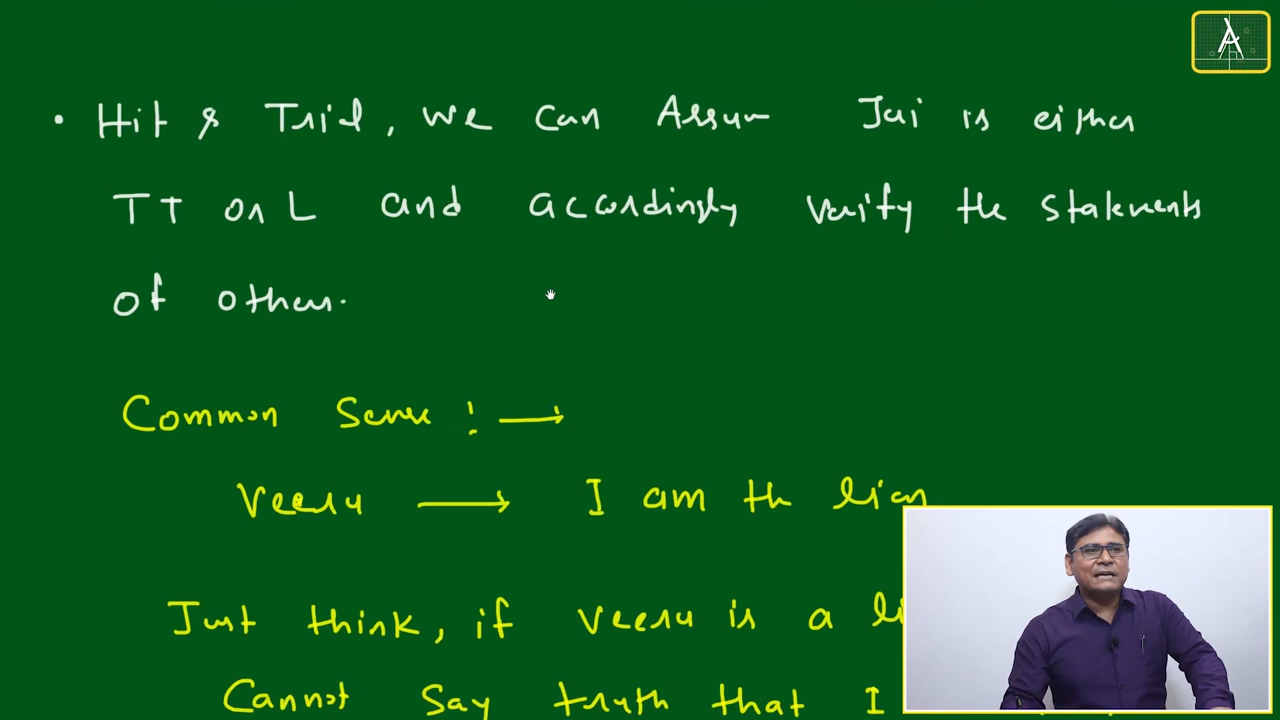 • Hit & Trial, we can Assum Jai is either
TT or L and accordingly verify the statements
of others.
Common Sense : →
Veeru → I am the liar
Just think, if veeru is a li
Cannot say truth that I